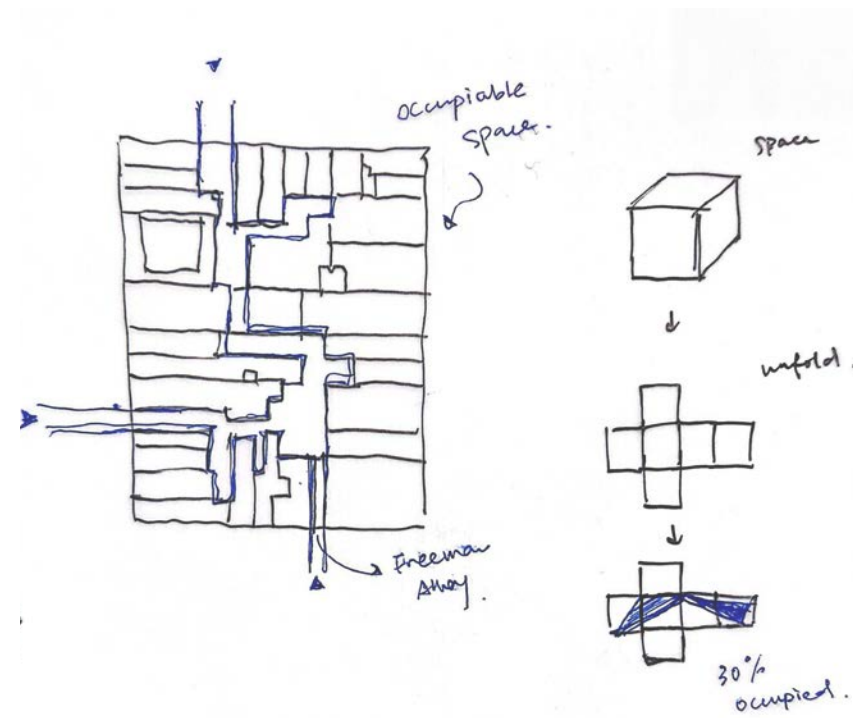 occupiable
space.
space
unfold.
Freeman
Alley.
30%
occupied.